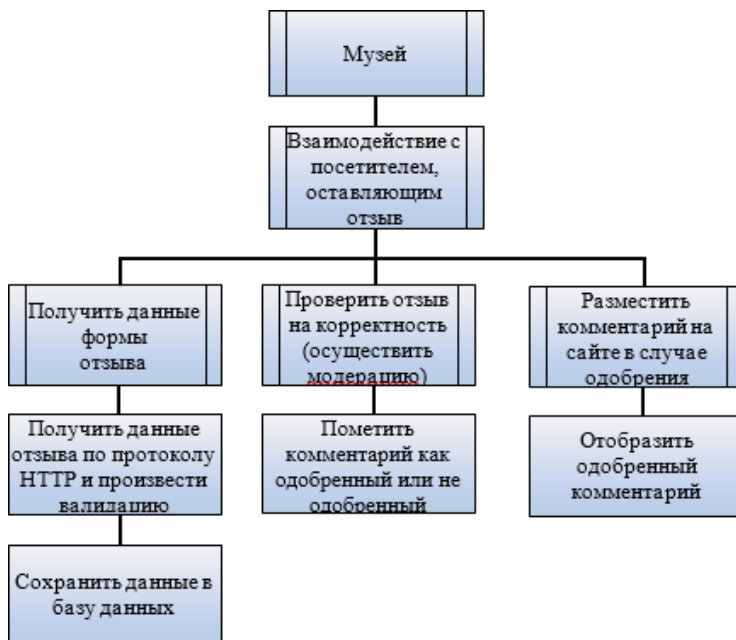 Музей
Взаимодействие с
посетителем,
оставляющим
отзыв
Получить данные
формы
отзыва
Проверить отзыв
на корректность
(осуществить
модерацию)
Разместить
комментарий на
сайте в случае
одобрения
Получить данные
отзыва по протоколу
HTTP и произвести
валидацию
Пометить
комментарий как
одобренный или не
одобренный
Отобразить
одобренный
комментарий
Сохранить данные в
базу данных